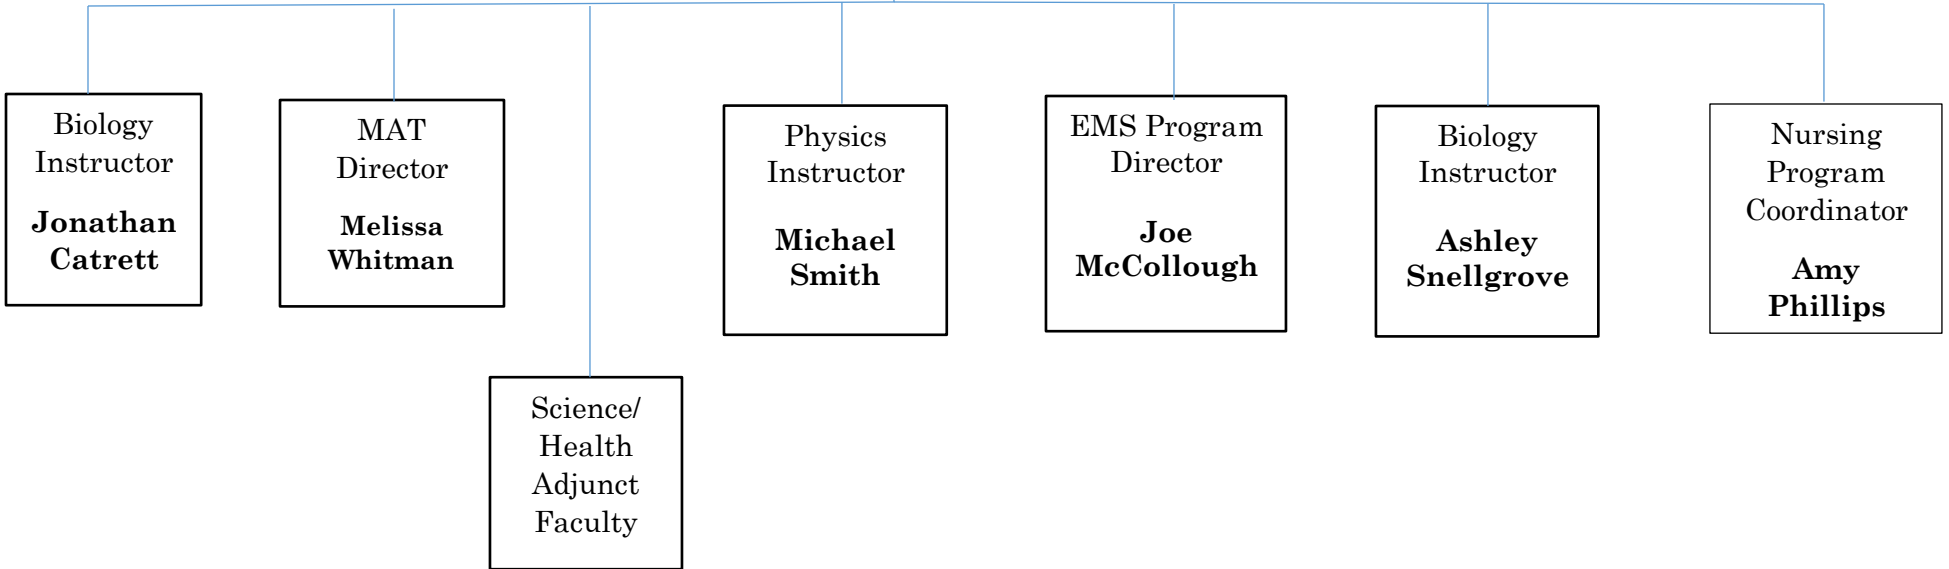 Biology
Instructor
Jonathan
Catrett
MAT
Director
Melissa
Whitman
Physics
Instructor
Michael
Smith
EMS Program
Director
Joe
McCollough
Biology
Instructor
Ashley
Snellgrove
Nursing
Program
Coordinator
Amy
Phillips
Science/
Health
Adjunct
Faculty